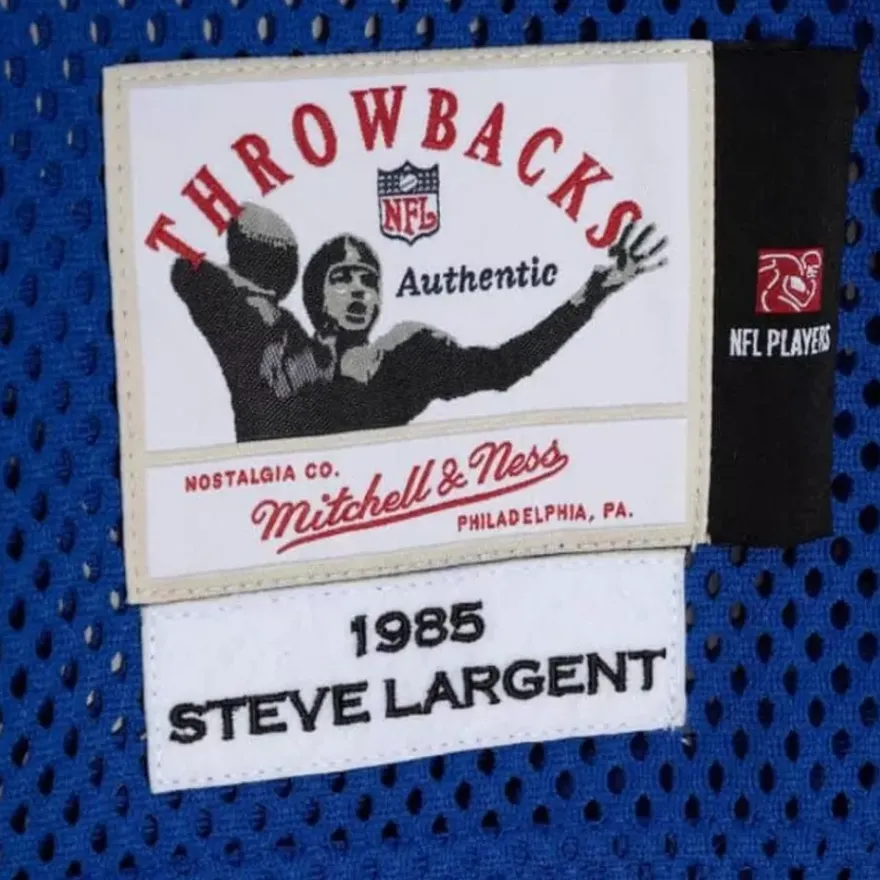 THROWBACKS
NFL
Authentic
NFL PLAYERS
NOSTALGIA CO.
Mitchell & Ness
PHILADELPHIA, PA.
1985
STEVE LARGENT